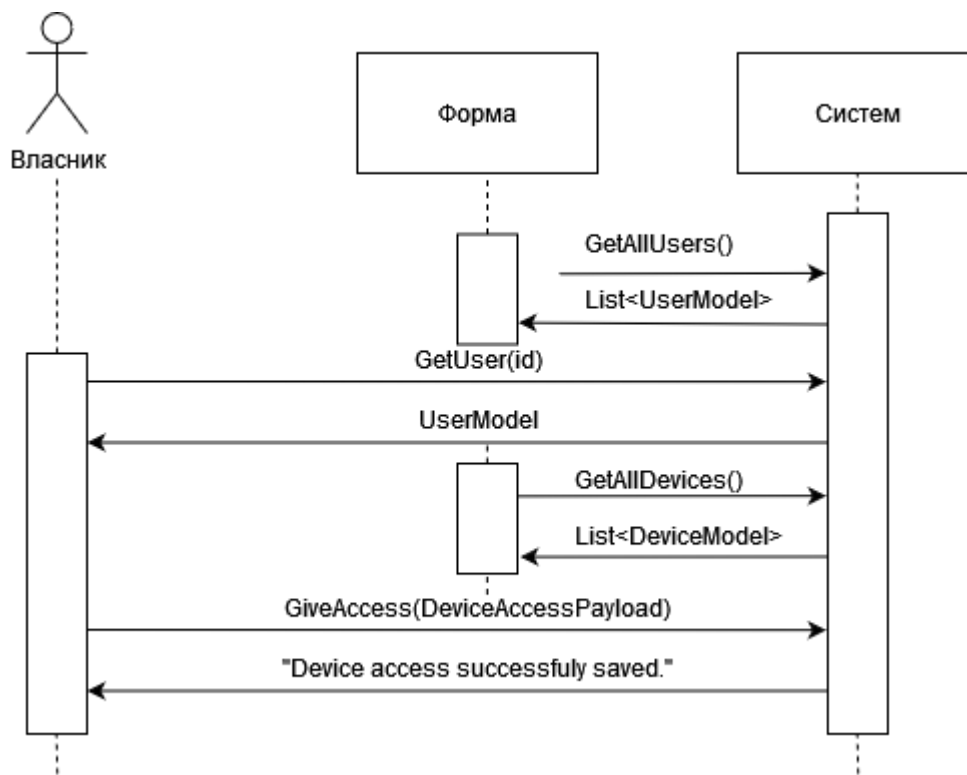 Власник
Форма
Систем
GetAllUsers()
List<UserModel>
GetUser(id)
UserModel
GetAllDevices()
List<DeviceModel>
GiveAccess(DeviceAccessPayload)
"Device access successfuly saved."